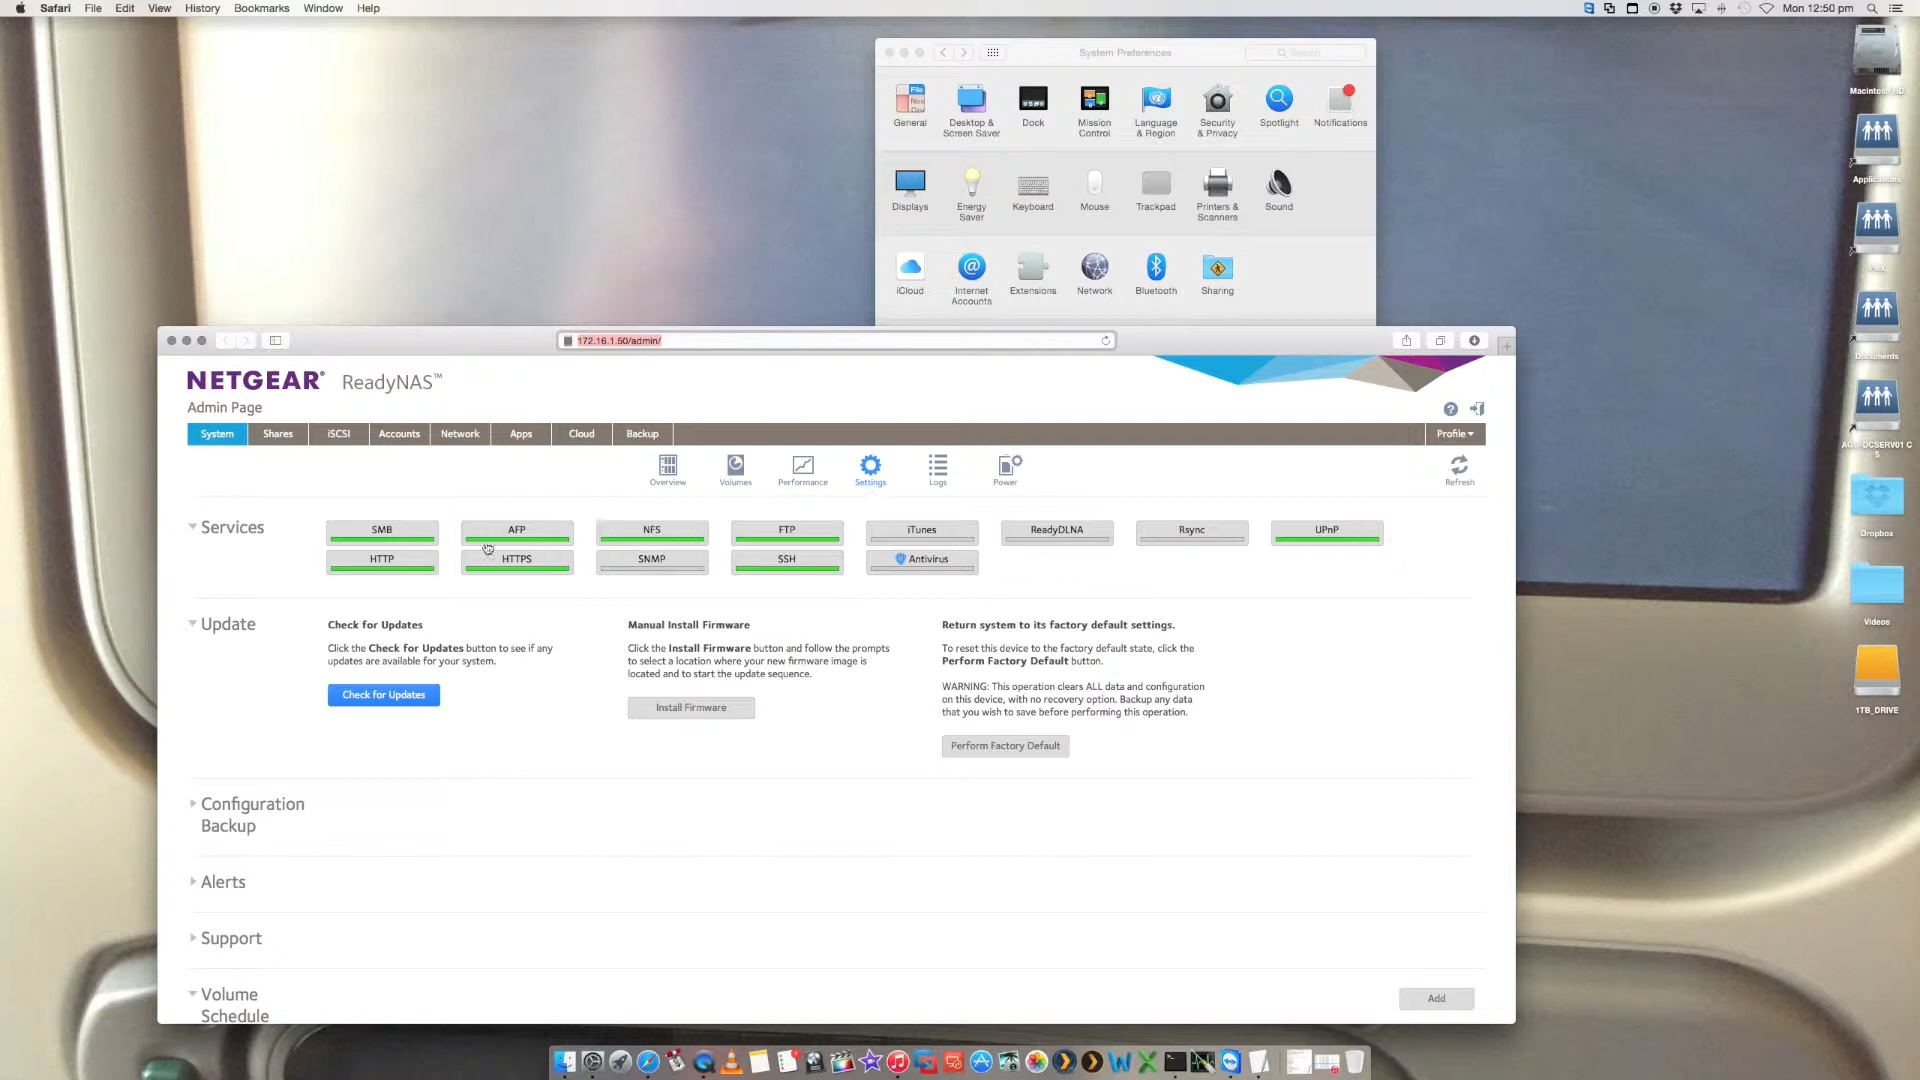 Safari File Edit View History Bookmarks Window Help
Mon 12:50 pm
System Preferences
Search
General
Desktop &
Screen Saver
Dock
Mission
Control
Language
& Region
Security
& Privacy
Spotlight
Notifications
Displays
Energy
Saver
Keyboard
Mouse
Trackpad
Printers &
Scanners
Sound
iCloud
Internet
Accounts
Extensions
Network
Bluetooth
Sharing
Macintosh HD
Applications
Plex
Documents
AGU-DCSERV01 C
S
Dropbox
Videos
1TB_DRIVE
172.16.1.50/admin/
NETGEAR® ReadyNAS™
Admin Page
System Shares iSCSI Accounts Network Apps Cloud Backup Profile
Overview Volumes Performance Settings Logs Power Refresh
Services
SMB AFP NFS FTP iTunes ReadyDLNA Rsync UPnP
HTTP HTTPS SNMP SSH Antivirus
Update
Check for Updates
Click the Check for Updates button to see if any
updates are available for your system.
Check for Updates
Manual Install Firmware
Click the Install Firmware button and follow the prompts
to select a location where your new firmware image is
located and to start the update sequence.
Install Firmware
Return system to its factory default settings.
To reset this device to the factory default state, click the
Perform Factory Default button.
WARNING: This operation clears ALL data and configuration
on this device, with no recovery option. Backup any data
that you wish to save before performing this operation.
Perform Factory Default
Configuration
Backup
Alerts
Support
Volume
Schedule
Add